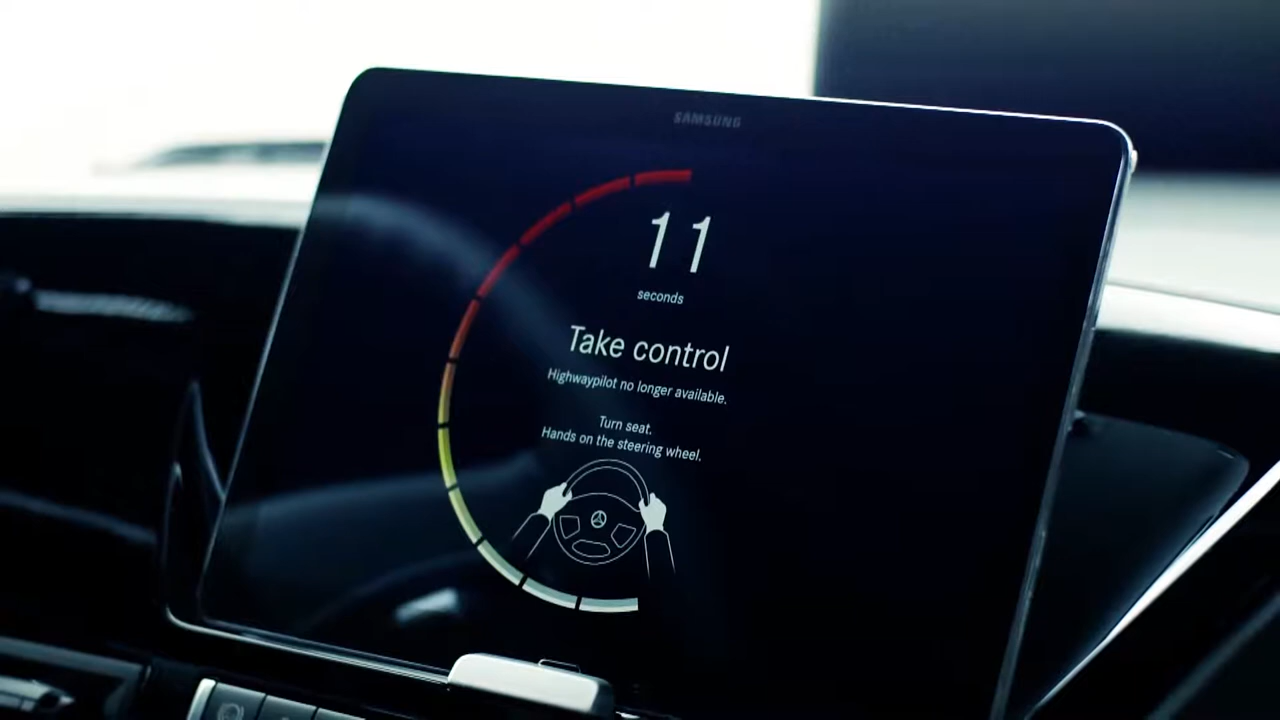 SAMSUNG
11
seconds
Take control
Highwaypilot no longer available.
Turn seat.
Hands on the steering wheel.